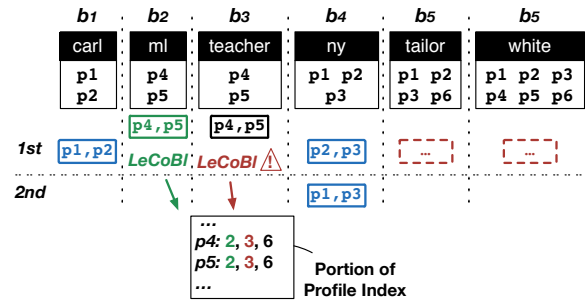 b1 b2 b3 b4 b5 b5
carl ml teacher ny tailor white
p1 p4 p4 p1 p2 p1 p2 p1 p2 p3
p2 p5 p5 p3 p3 p6 p4 p5 p6
p4,p5 p4,p5
1st p1,p2 p2,p3 ... ...
LeCoBI LeCoBI !
2nd p1,p3
...
p4: 2, 3, 6
p5: 2, 3, 6
...
Portion of
Profile Index